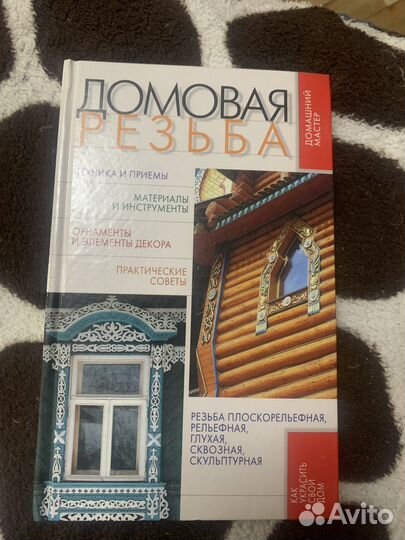 ДОМОВАЯ
РЕЗЬБА
ДОМАШНИЙ
МАСТЕР
ТЕХНИКА И ПРИЕМЫ
МАТЕРИАЛЫ
И ИНСТРУМЕНТЫ
ОРНАМЕНТЫ
И ЭЛЕМЕНТЫ ДЕКОРА
ПРАКТИЧЕСКИЕ
СОВЕТЫ
РЕЗЬБА ПЛОСКОРЕЛЬЕФНАЯ,
РЕЛЬЕФНАЯ,
ГЛУХАЯ,
СКВОЗНАЯ,
СКУЛЬПТУРНАЯ
КАК
УКРАСИТЬ
СВОЙ
ДОМ
Avito